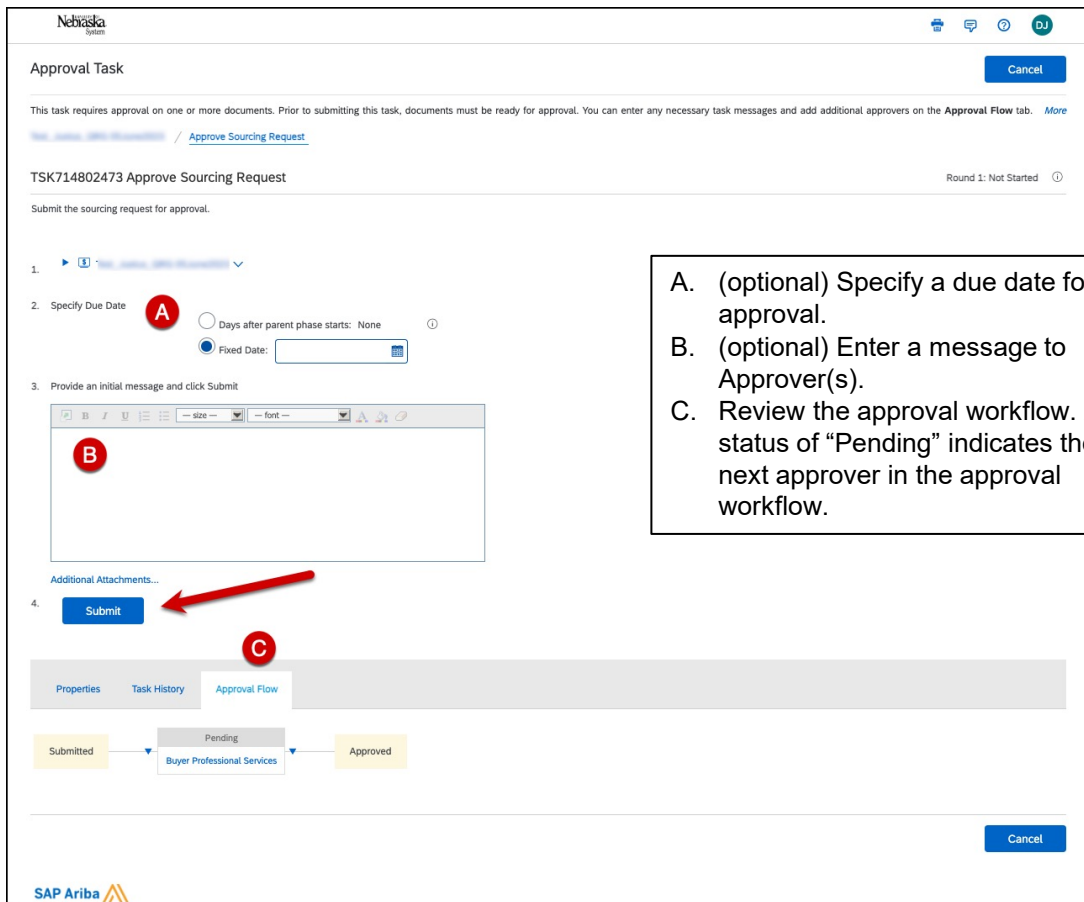 Nebraska
System
DJ
Approval Task
Cancel
This task requires approval on one or more documents. Prior to submitting this task, documents must be ready for approval. You can enter any necessary task messages and add additional approvers on the Approval Flow tab. More
/ Approve Sourcing Request
TSK714802473 Approve Sourcing Request
Round 1: Not Started
Submit the sourcing request for approval.
1.
2. Specify Due Date
A
Days after parent phase starts: None
Fixed Date:
3. Provide an initial message and click Submit
B I U — size — — font —
B
Additional Attachments...
4. Submit
C
Properties Task History Approval Flow
Submitted
Pending
Buyer Professional Services
Approved
A. (optional) Specify a due date fo
approval.
B. (optional) Enter a message to
Approver(s).
C. Review the approval workflow.
status of “Pending” indicates the
next approver in the approval
workflow.
Cancel
SAP Ariba